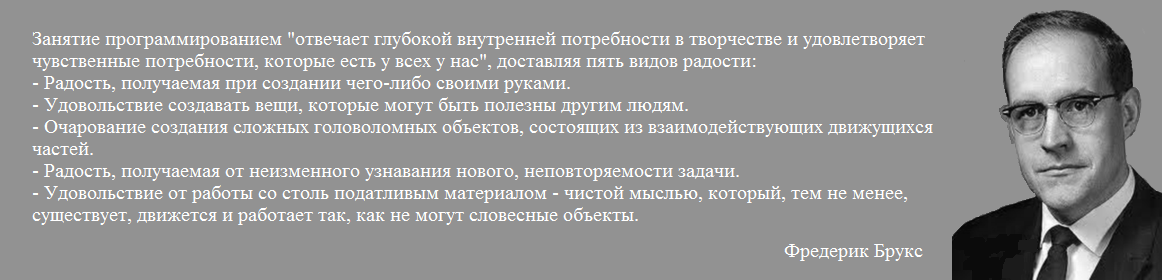 Занятие программированием "отвечает глубокой внутренней потребности в творчестве и удовлетворяет
чувственные потребности, которые есть у всех у нас", доставляя пять видов радости:
- Радость, получаемая при создании чего-либо своими руками.
- Удовольствие создавать вещи, которые могут быть полезны другим людям.
- Очарование создания сложных головоломных объектов, состоящих из взаимодействующих движущихся
частей.
- Радость, получаемая от неизменного узнавания нового, неповторяемости задачи.
- Удовольствие от работы со столь податливым материалом - чистой мыслью, который, тем не менее,
существует, движется и работает так, как не могут словесные объекты.
Фредерик Брукс